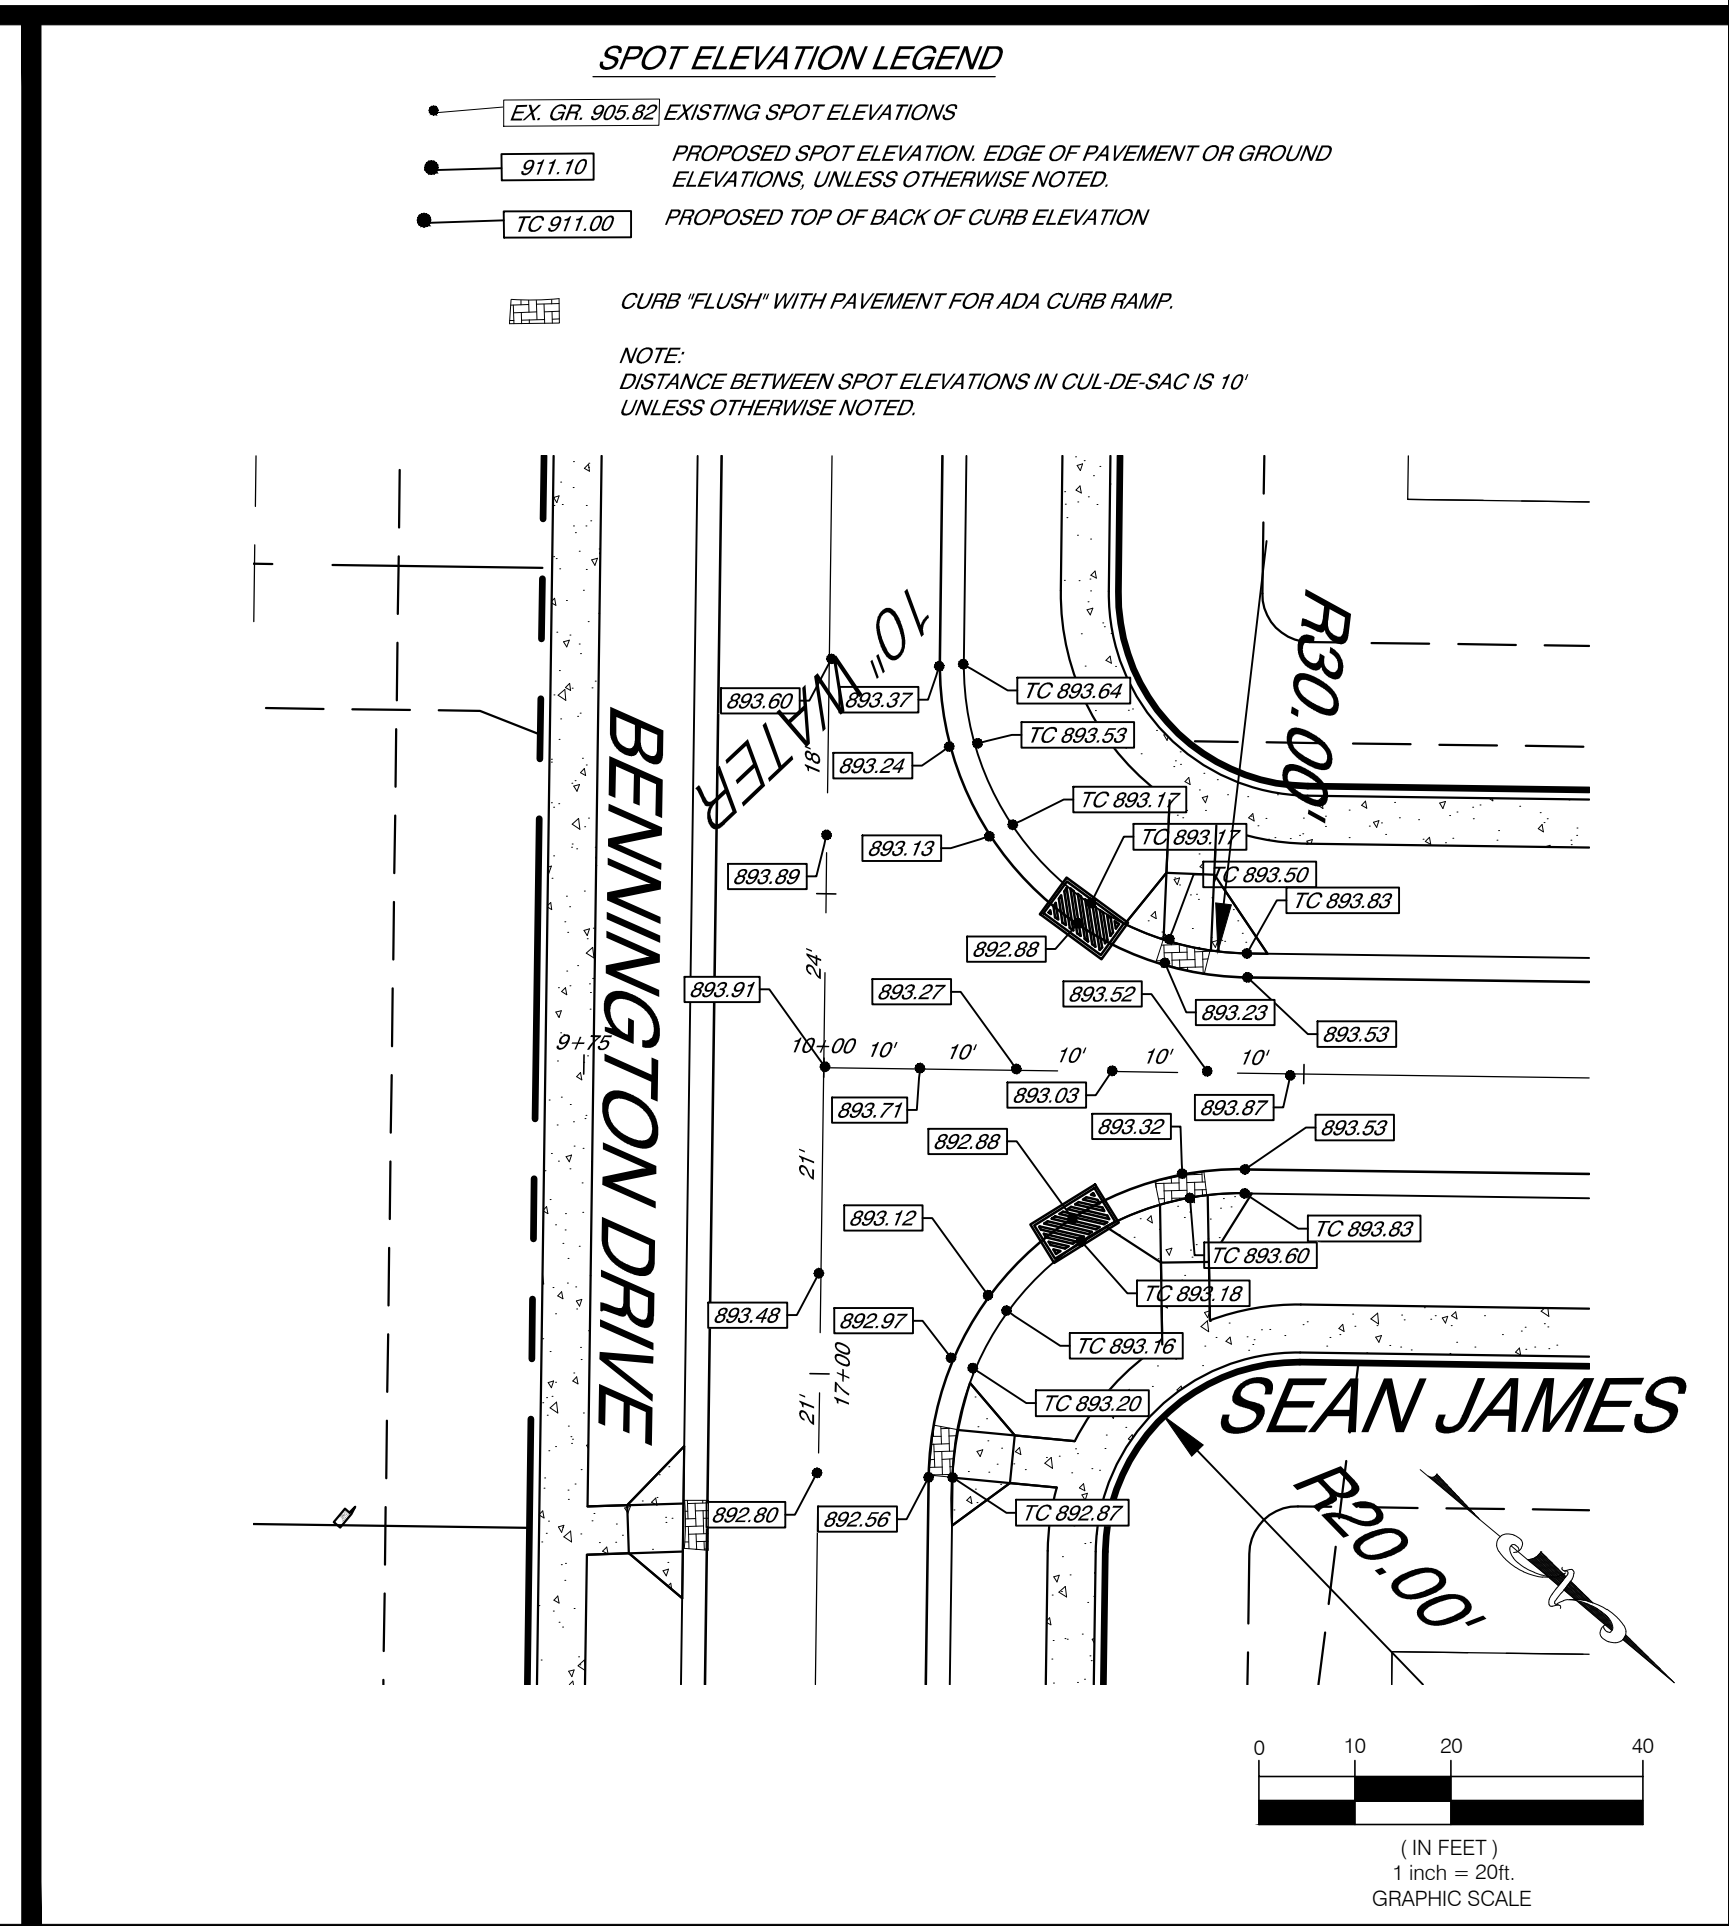 SPOT ELEVATION LEGEND
EX. GR. 905.82 EXISTING SPOT ELEVATIONS
911.10
PROPOSED SPOT ELEVATION. EDGE OF PAVEMENT OR GROUND
ELEVATIONS, UNLESS OTHERWISE NOTED.
TC 911.00 PROPOSED TOP OF BACK OF CURB ELEVATION
CURB "FLUSH" WITH PAVEMENT FOR ADA CURB RAMP.
NOTE:
DISTANCE BETWEEN SPOT ELEVATIONS IN CUL-DE-SAC IS 10'
UNLESS OTHERWISE NOTED.
10" WATER
R30.00'
893.60
893.37
TC 893.64
18'
893.24
TC 893.53
TC 893.17
893.13
TC 893.17
893.89
TC 893.50
TC 893.83
892.88
24'
893.91
893.27
893.52
893.23
893.53
9+75
10+00
10'
10'
10'
10'
10'
893.71
893.03
893.87
BENNINGTON DRIVE
892.88
893.32
893.53
21'
893.12
TC 893.83
TC 893.60
TC 893.18
893.48
892.97
TC 893.16
17+00
21'
TC 893.20
SEAN JAMES
892.80
892.56
TC 892.87
R20.00'
0 10 20 40
( IN FEET )
1 inch = 20ft.
GRAPHIC SCALE